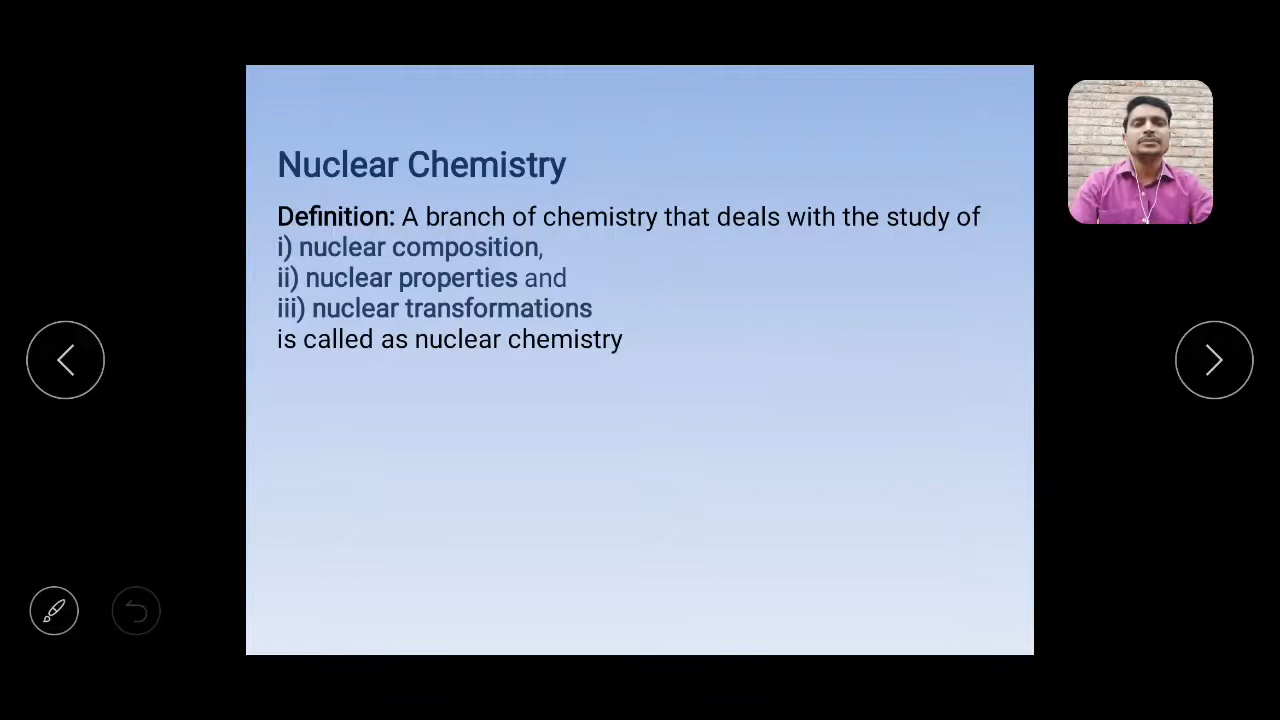 Nuclear Chemistry
Definition: A branch of chemistry that deals with the study of
i) nuclear composition,
ii) nuclear properties and
iii) nuclear transformations
is called as nuclear chemistry